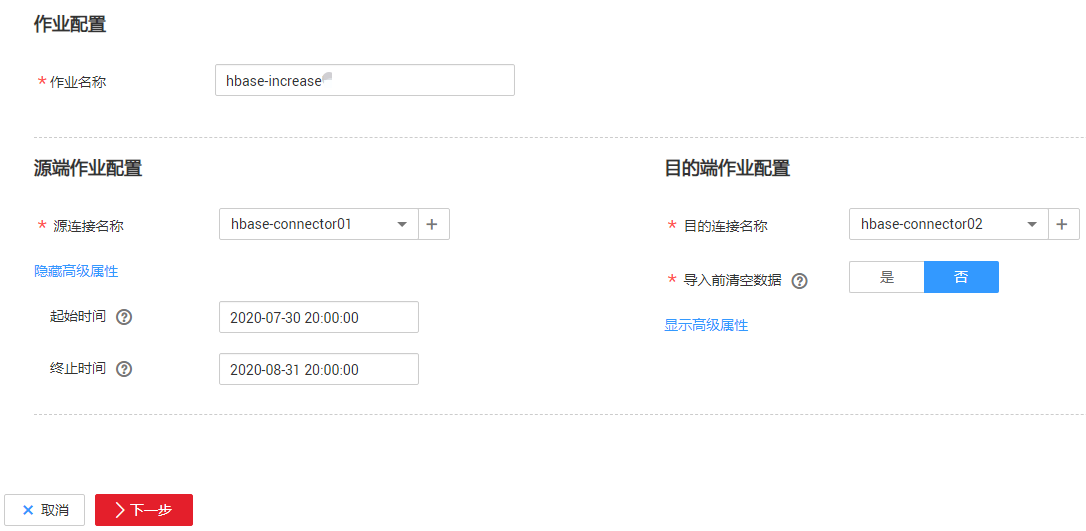 作业配置
* 作业名称 hbase-increase
源端作业配置
* 源连接名称 hbase-connector01 +
隐藏高级属性
起始时间 ? 2020-07-30 20:00:00
终止时间 ? 2020-08-31 20:00:00
目的端作业配置
* 目的连接名称 hbase-connector02 +
* 导入前清空数据 ? 是 否
显示高级属性
× 取消 下一步